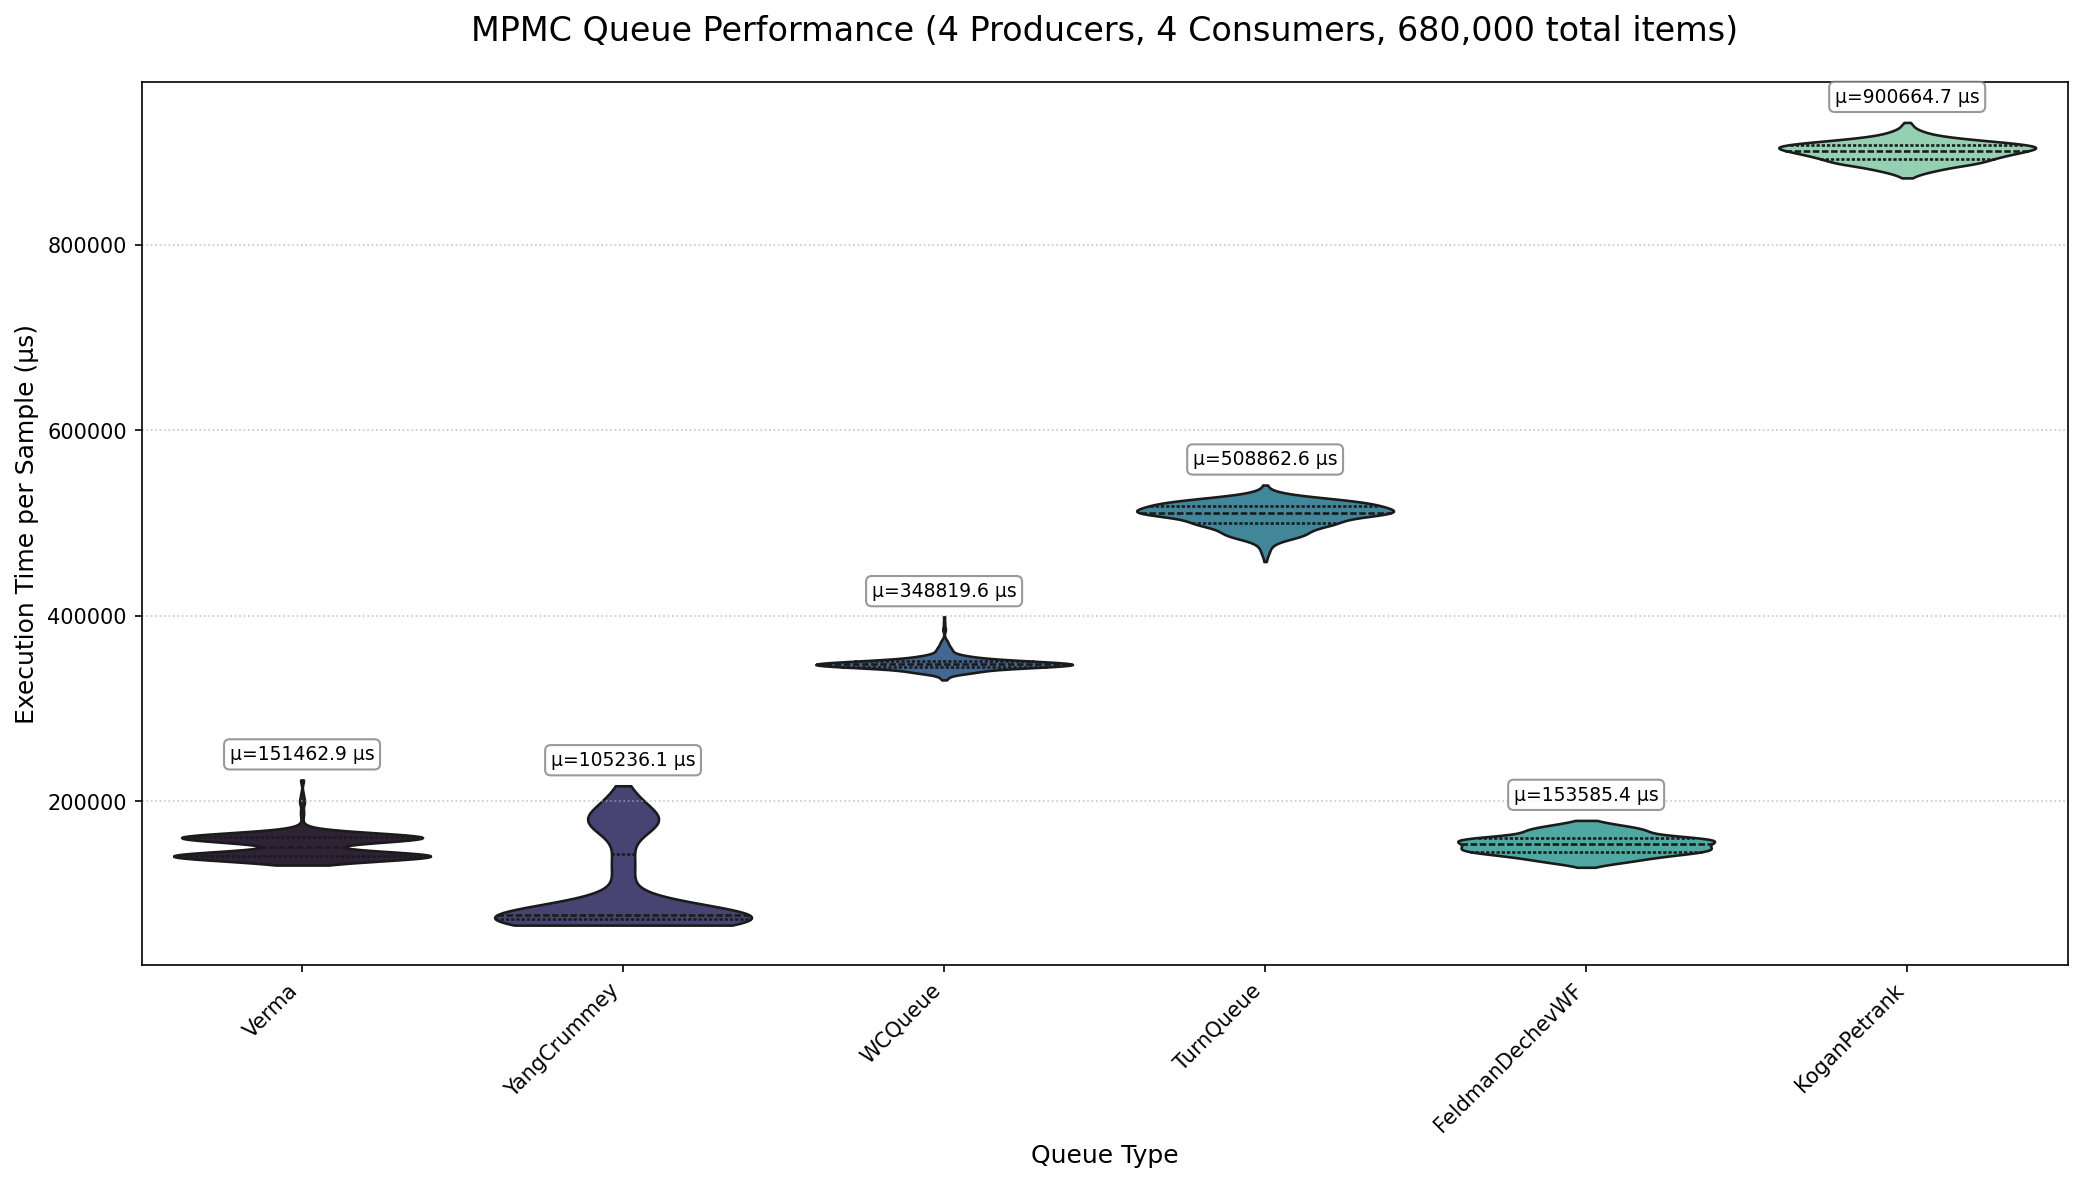 MPMC Queue Performance (4 Producers, 4 Consumers, 680,000 total items)
Execution Time per Sample (µs)
800000
600000
400000
200000
µ=151462.9 µs
µ=105236.1 µs
µ=348819.6 µs
µ=508862.6 µs
µ=153585.4 µs
µ=900664.7 µs
Verma
YangCrummey
WCQueue
TurnQueue
FeldmanDechevWF
KoganPetrank
Queue Type